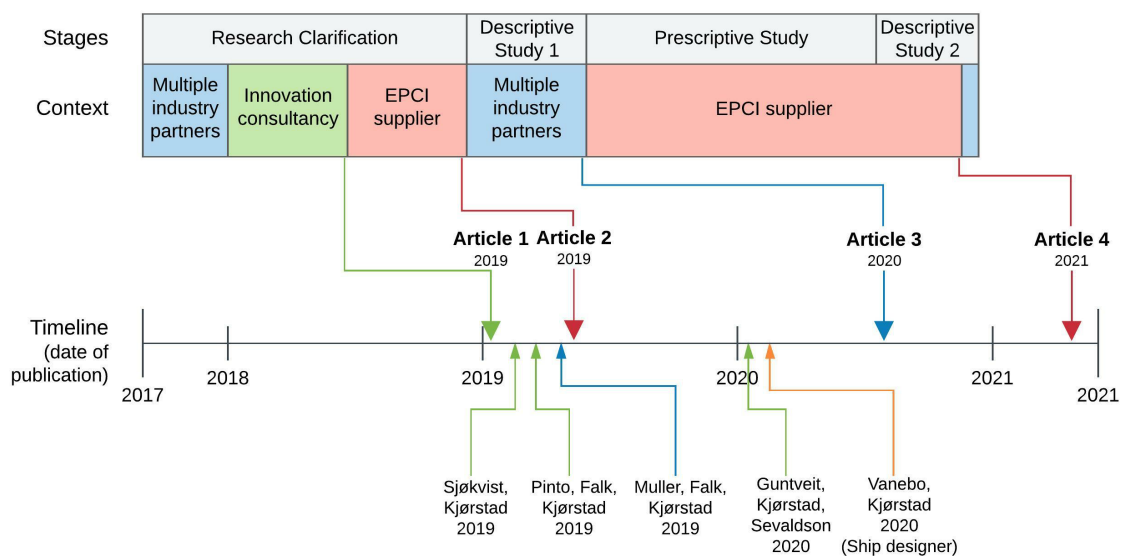 Stages
Research Clarification
Descriptive
Study 1
Prescriptive Study
Descriptive
Study 2
Context
Multiple
industry
partners
Innovation
consultancy
EPCI
supplier
Multiple
industry
partners
EPCI supplier
Article 1
2019
Article 2
2019
Article 3
2020
Article 4
2021
Timeline
(date of
publication)
2017
2018
2019
2020
2021
2021
Sjøkvist,
Kjørstad
2019
Pinto, Falk,
Kjørstad
2019
Muller, Falk,
Kjørstad
2019
Guntveit,
Kjørstad,
Sevaldson
2020
Vanebo,
Kjørstad
2020
(Ship designer)